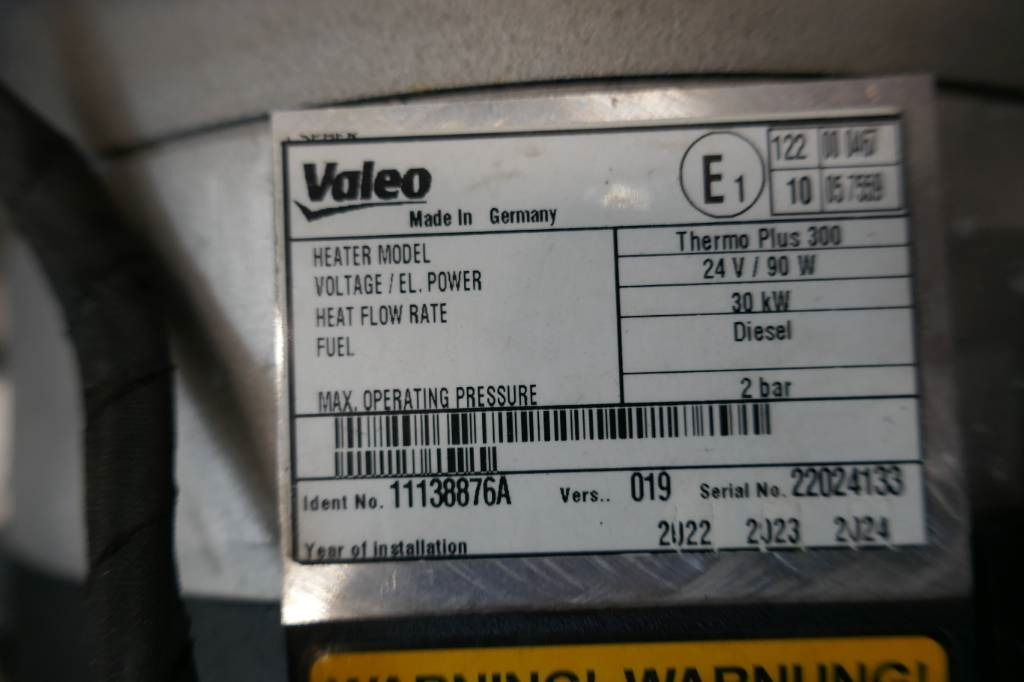 Valeo
Made In Germany
E1
122 00 0467
10 05 7559
HEATER MODEL Thermo Plus 300
VOLTAGE / EL. POWER 24 V / 90 W
HEAT FLOW RATE 30 kW
FUEL Diesel
MAX. OPERATING PRESSURE 2 bar
Ident No. 11138876A Vers.. 019 Serial No. 22024133
2022 2023 2024
Year of installation
WARNING! WARNUNG!